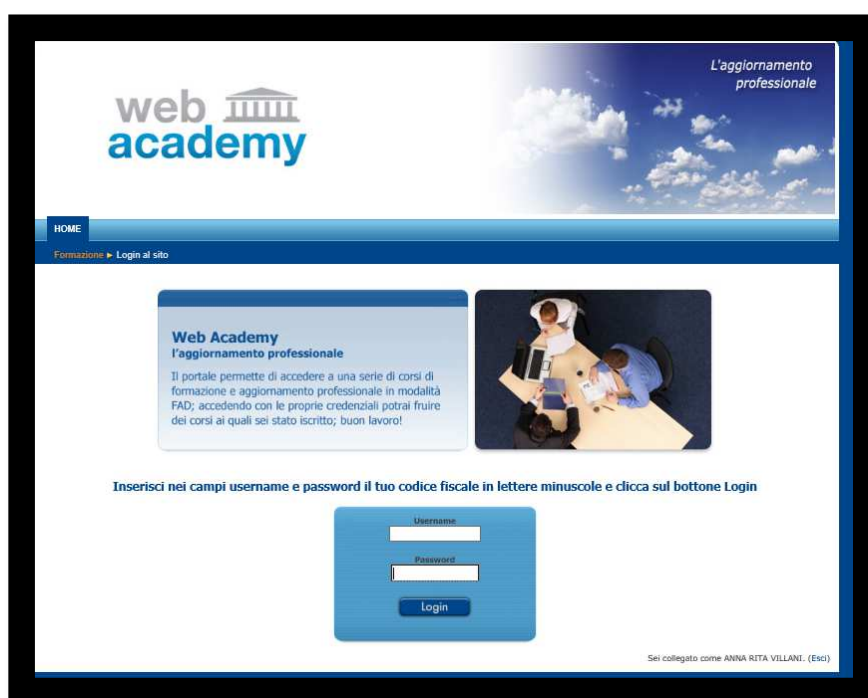 L'aggiornamento
professionale
web
academy
HOME
Formazione ► Login al sito
Web Academy
l'aggiornamento professionale
Il portale permette di accedere a una serie di corsi di
formazione e aggiornamento professionale in modalità
FAD; accedendo con le proprie credenziali potrai fruire
dei corsi ai quali sei stato iscritto; buon lavoro!
Inserisci nei campi username e password il tuo codice fiscale in lettere minuscole e clicca sul bottone Login
Username
Password
Login
Sei collegato come ANNA RITA VILLANI. (Esci)